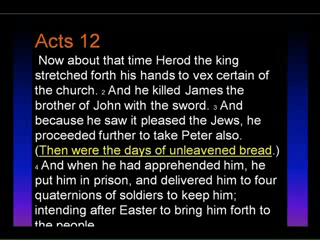 Acts 12
Now about that time Herod the king
stretched forth his hands to vex certain of
the church. 2 And he killed James the
brother of John with the sword. 3 And
because he saw it pleased the Jews, he
proceeded further to take Peter also.
(Then were the days of unleavened bread.)
4 And when he had apprehended him, he
put him in prison, and delivered him to four
quaternions of soldiers to keep him;
intending after Easter to bring him forth to
the people